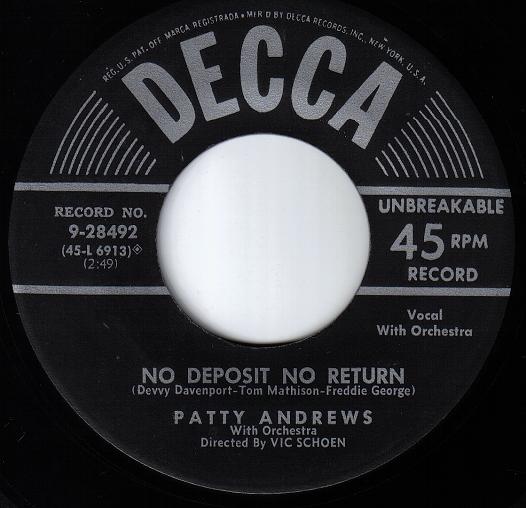 REG. U.S. PAT. OFF. MARCA REGISTRADA • MFR'D BY DECCA RECORDS, INC., NEW YORK, U.S.A.
DECCA
RECORD NO.
9-28492
(45-L 6913)
(2:49)
UNBREAKABLE
45 RPM
RECORD
Vocal
With Orchestra
NO DEPOSIT NO RETURN
(Devvy Davenport-Tom Mathison-Freddie George)
PATTY ANDREWS
With Orchestra
Directed By VIC SCHOEN